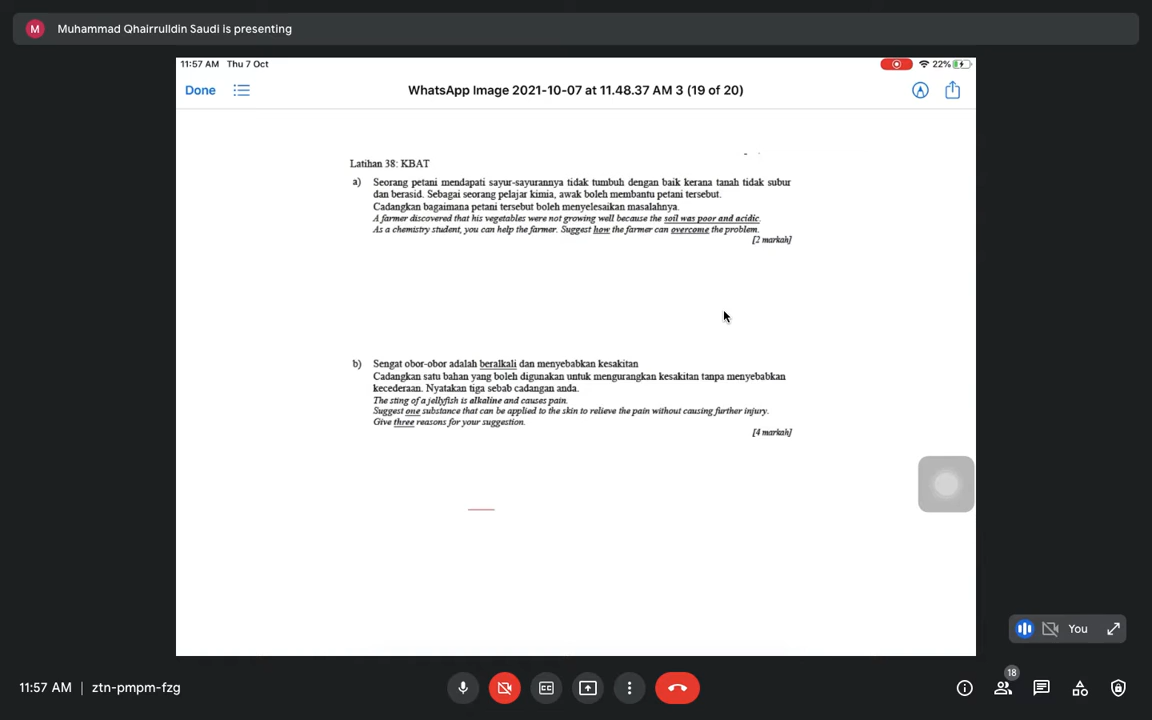 M
Muhammad Qhairrulldin Saudi is presenting
11:57 AM Thu 7 Oct
22%
Done
WhatsApp Image 2021-10-07 at 11.48.37 AM 3 (19 of 20)
Latihan 38: KBAT
a) Seorang petani mendapati sayur-sayurannya tidak tumbuh dengan baik kerana tanah tidak subur
dan berasid. Sebagai seorang pelajar kimia, awak boleh membantu petani tersebut.
Cadangkan bagaimana petani tersebut boleh menyelesaikan masalahnya.
A farmer discovered that his vegetables were not growing well because the soil was poor and acidic.
As a chemistry student, you can help the farmer. Suggest how the farmer can overcome the problem.
[2 markah]
b) Sengat obor-obor adalah beralkali dan menyebabkan kesakitan
Cadangkan satu bahan yang boleh digunakan untuk mengurangkan kesakitan tanpa menyebabkan
kecederaan. Nyatakan tiga sebab cadangan anda.
The sting of a jellyfish is alkaline and causes pain.
Suggest one substance that can be applied to the skin to relieve the pain without causing further injury.
Give three reasons for your suggestion.
[4 markah]
You
11:57 AM | ztn-pmpm-fzg
CC
18